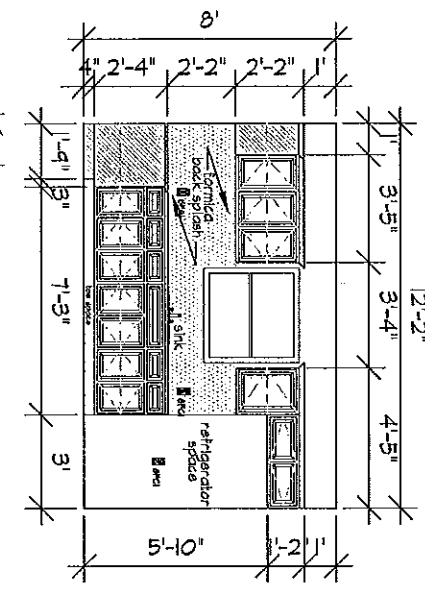 8'
4" 2'-4" 2'-2" 2'-2" 1'
1'
3'-5"
3'-4"
4'-5"
12'-2"
1'-9"
3"
7'-3"
3'
formica
back splash
sink
refrigerator
space
5'-10" 1'-2" 1'